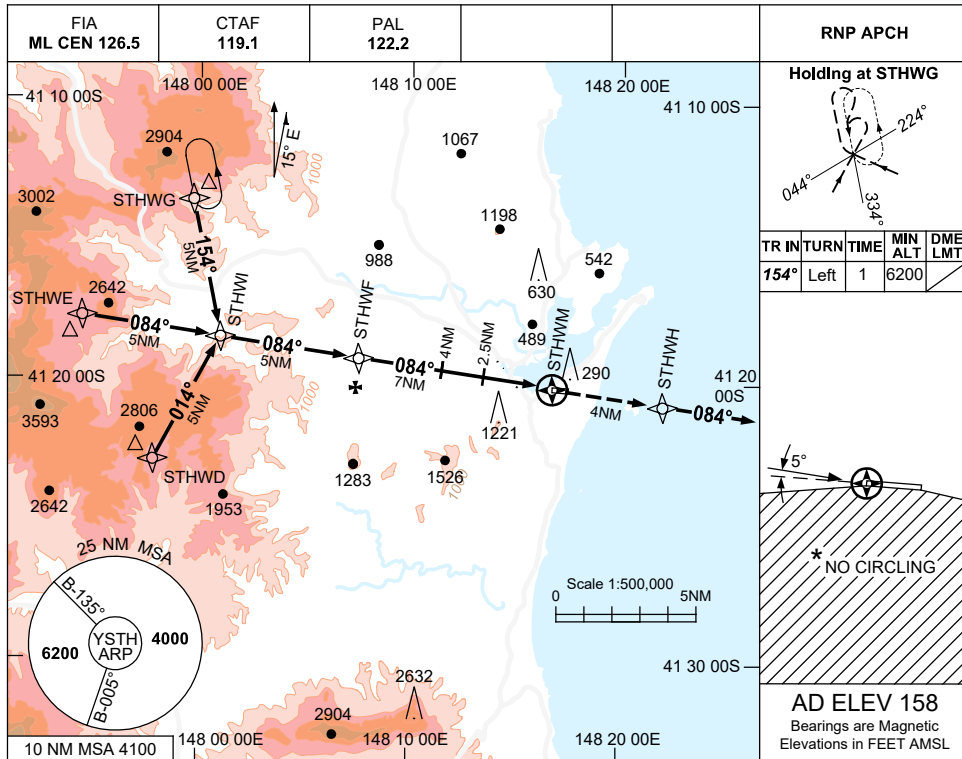 FIA
ML CEN 126.5
CTAF
119.1
PAL
122.2
RNP APCH
148 00 00E
148 10 00E
148 20 00E
41 10 00S
41 10 00S
Holding at STHWG
224°
044°
334°
TR IN TURN TIME MIN ALT DME LMT
154° Left 1 6200
2904
15° E
1000
1067
3002
STHWG
1198
154°
5NM
988
542
630
STHWE
2642
STHWI
STHWF
489
STHWM
084°
5NM
084°
5NM
084°
7NM
4NM
2.5NM
290
STHWH
41 20 00S
41 20 00S
4NM
084°
014°
5NM
3593
2806
1221
STHWD
1283
1526
1000
2642
1953
5°
* NO CIRCLING
25 NM MSA
B-135°
YSTH
ARP
6200
4000
B-005°
Scale 1:500,000
0
5NM
41 30 00S
2632
2904
10 NM MSA 4100
148 00 00E
148 10 00E
148 20 00E
AD ELEV 158
Bearings are Magnetic
Elevations in FEET AMSL